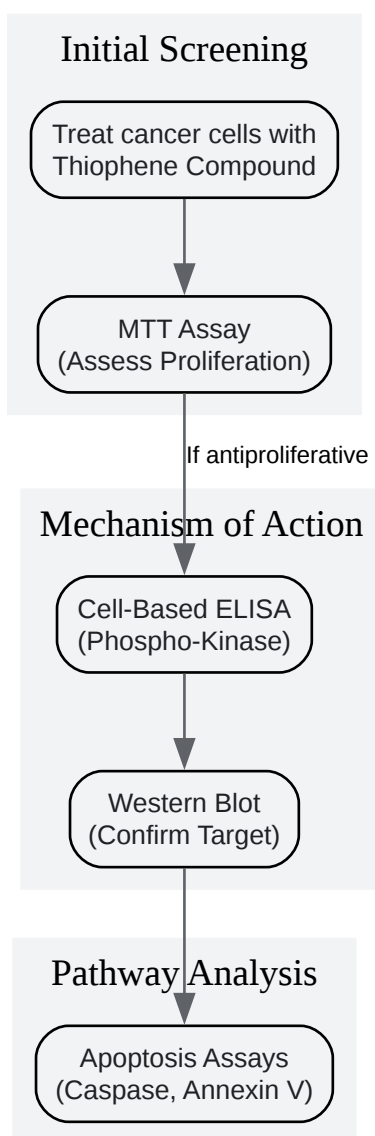 Initial Screening
Treat cancer cells with
Thiophene Compound
MTT Assay
(Assess Proliferation)
If antiproliferative
Mechanism of Action
Cell-Based ELISA
(Phospho-Kinase)
Western Blot
(Confirm Target)
Pathway Analysis
Apoptosis Assays
(Caspase, Annexin V)